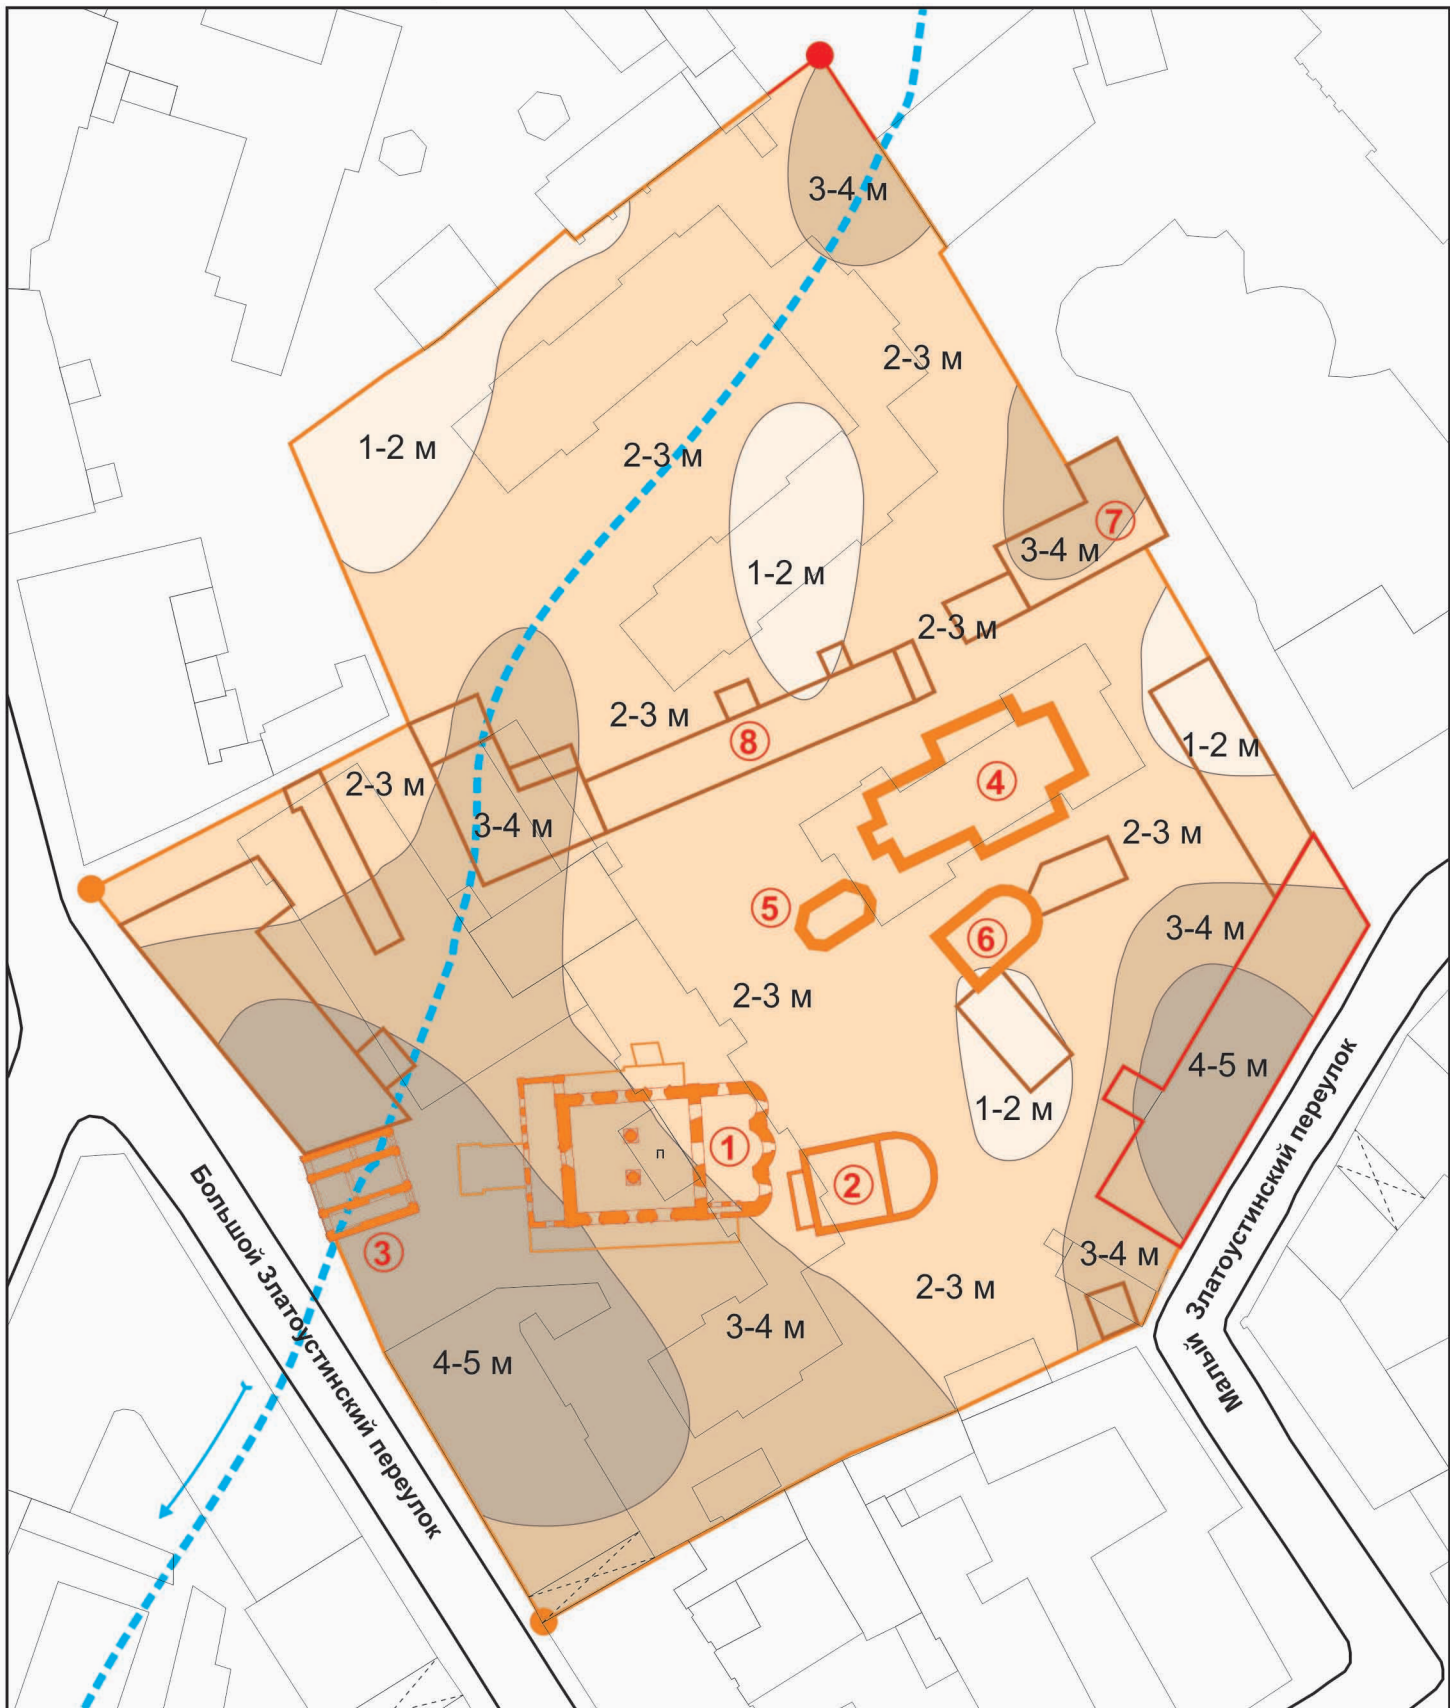 3-4 м
2-3 м
1-2 м
2-3 м
7
3-4 м
1-2 м
2-3 м
2-3 м
8
1-2 м
2-3 м
4
3-4 м
2-3 м
5
6
3-4 м
2-3 м
4-5 м
1-2 м
1
п
2
3
3-4 м
2-3 м
3-4 м
4-5 м
Большой Златоустинский переулок
Малый Златоустинский переулок